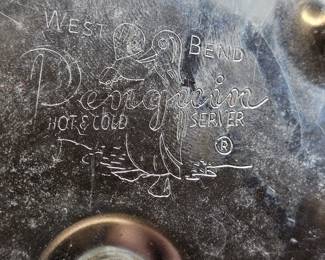 WEST BEND
Penguin
HOT & COLD SERVER
®